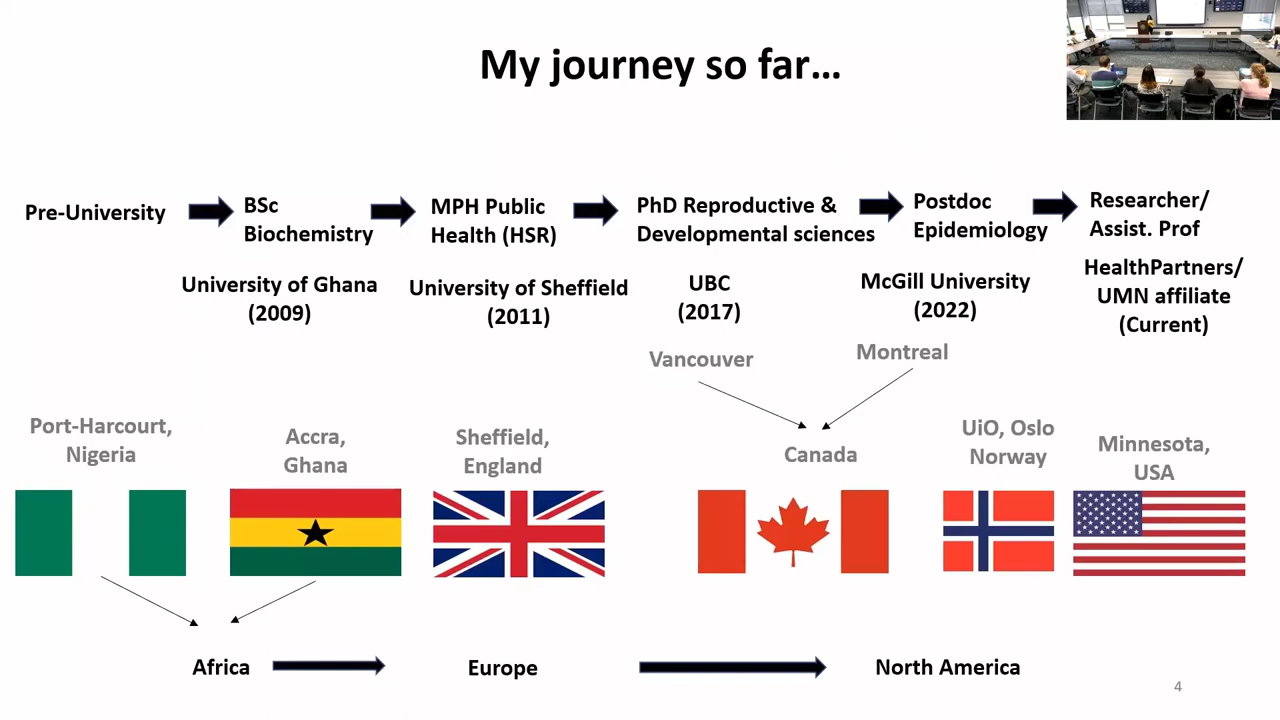 My journey so far...
Pre-University
BSc
Biochemistry
MPH Public
Health (HSR)
PhD Reproductive &
Developmental sciences
Postdoc
Epidemiology
Researcher/
Assist. Prof
University of Ghana
(2009)
University of Sheffield
(2011)
UBC
(2017)
McGill University
(2022)
HealthPartners/
UMN affiliate
(Current)
Vancouver
Montreal
Port-Harcourt,
Nigeria
Accra,
Ghana
Sheffield,
England
Canada
UiO, Oslo
Norway
Minnesota,
USA
Africa
Europe
North America
4